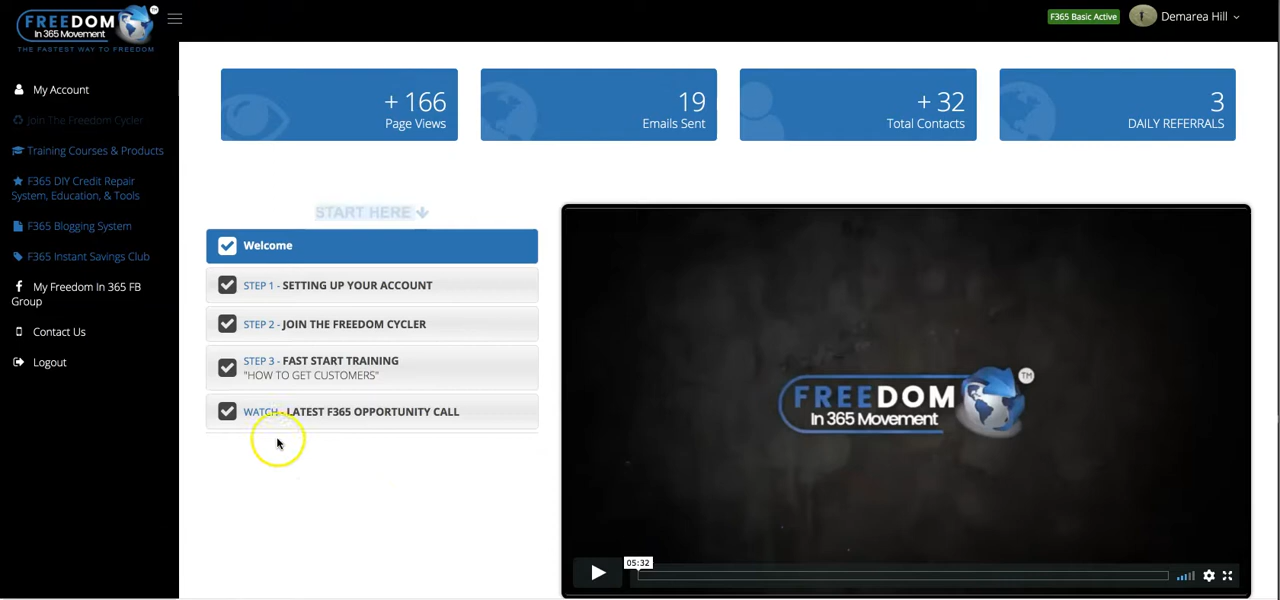 FREEDOM
TM
In 365 Movement
THE FASTEST WAY TO FREEDOM
F365 Basic Active
Demarea Hill
My Account
Join The Freedom Cycler
Training Courses & Products
F365 DIY Credit Repair
System, Education, & Tools
F365 Blogging System
F365 Instant Savings Club
My Freedom In 365 FB
Group
Contact Us
Logout
+ 166
Page Views
19
Emails Sent
+ 32
Total Contacts
3
DAILY REFERRALS
START HERE
Welcome
STEP 1 - SETTING UP YOUR ACCOUNT
STEP 2 - JOIN THE FREEDOM CYCLER
STEP 3 - FAST START TRAINING
"HOW TO GET CUSTOMERS"
WATCH - LATEST F365 OPPORTUNITY CALL
FREEDOM
TM
In 365 Movement
05:32